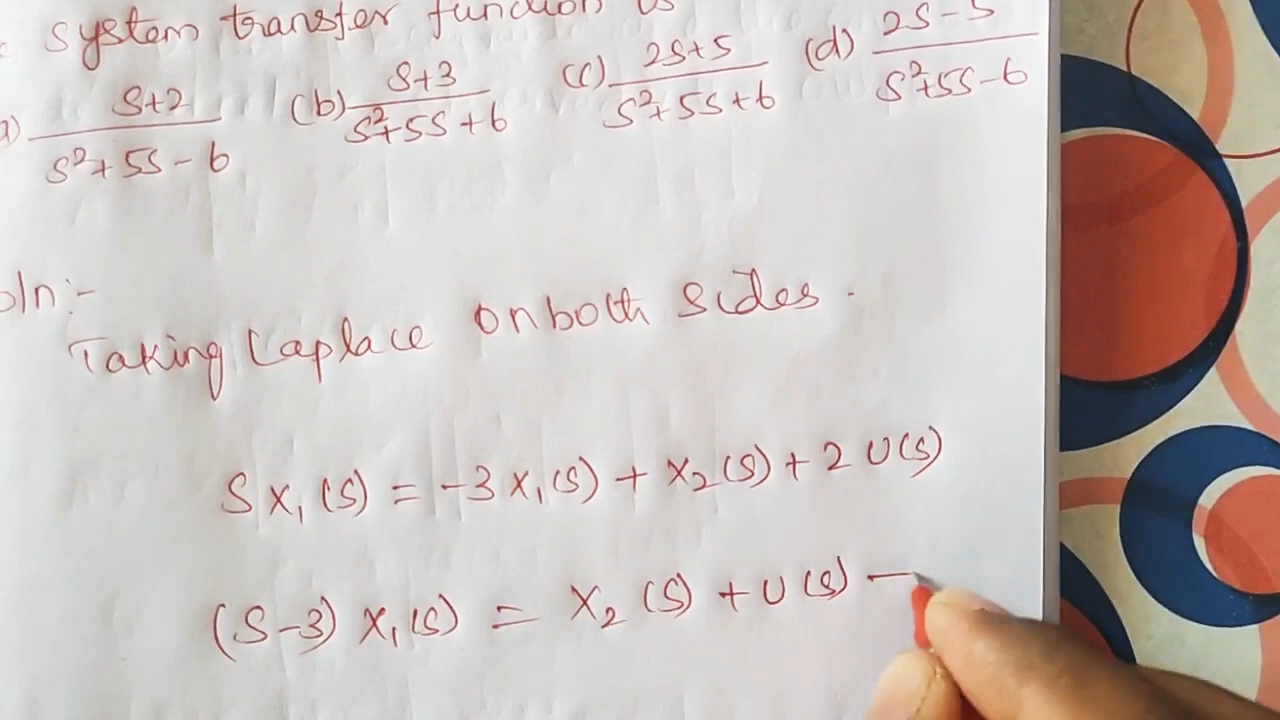 system transfer function is
a) S+2 / S²+5S-6 (b) S+3 / S²+5S+6 (c) 2S+5 / S²+5S+6 (d) 2S-5 / S²+5S-6
oln:-
Taking Laplace on both sides.
S X₁(S) = -3 X₁(S) + X₂(S) + 2 U(S)
(S-3) X₁(S) = X₂(S) + U(S) —